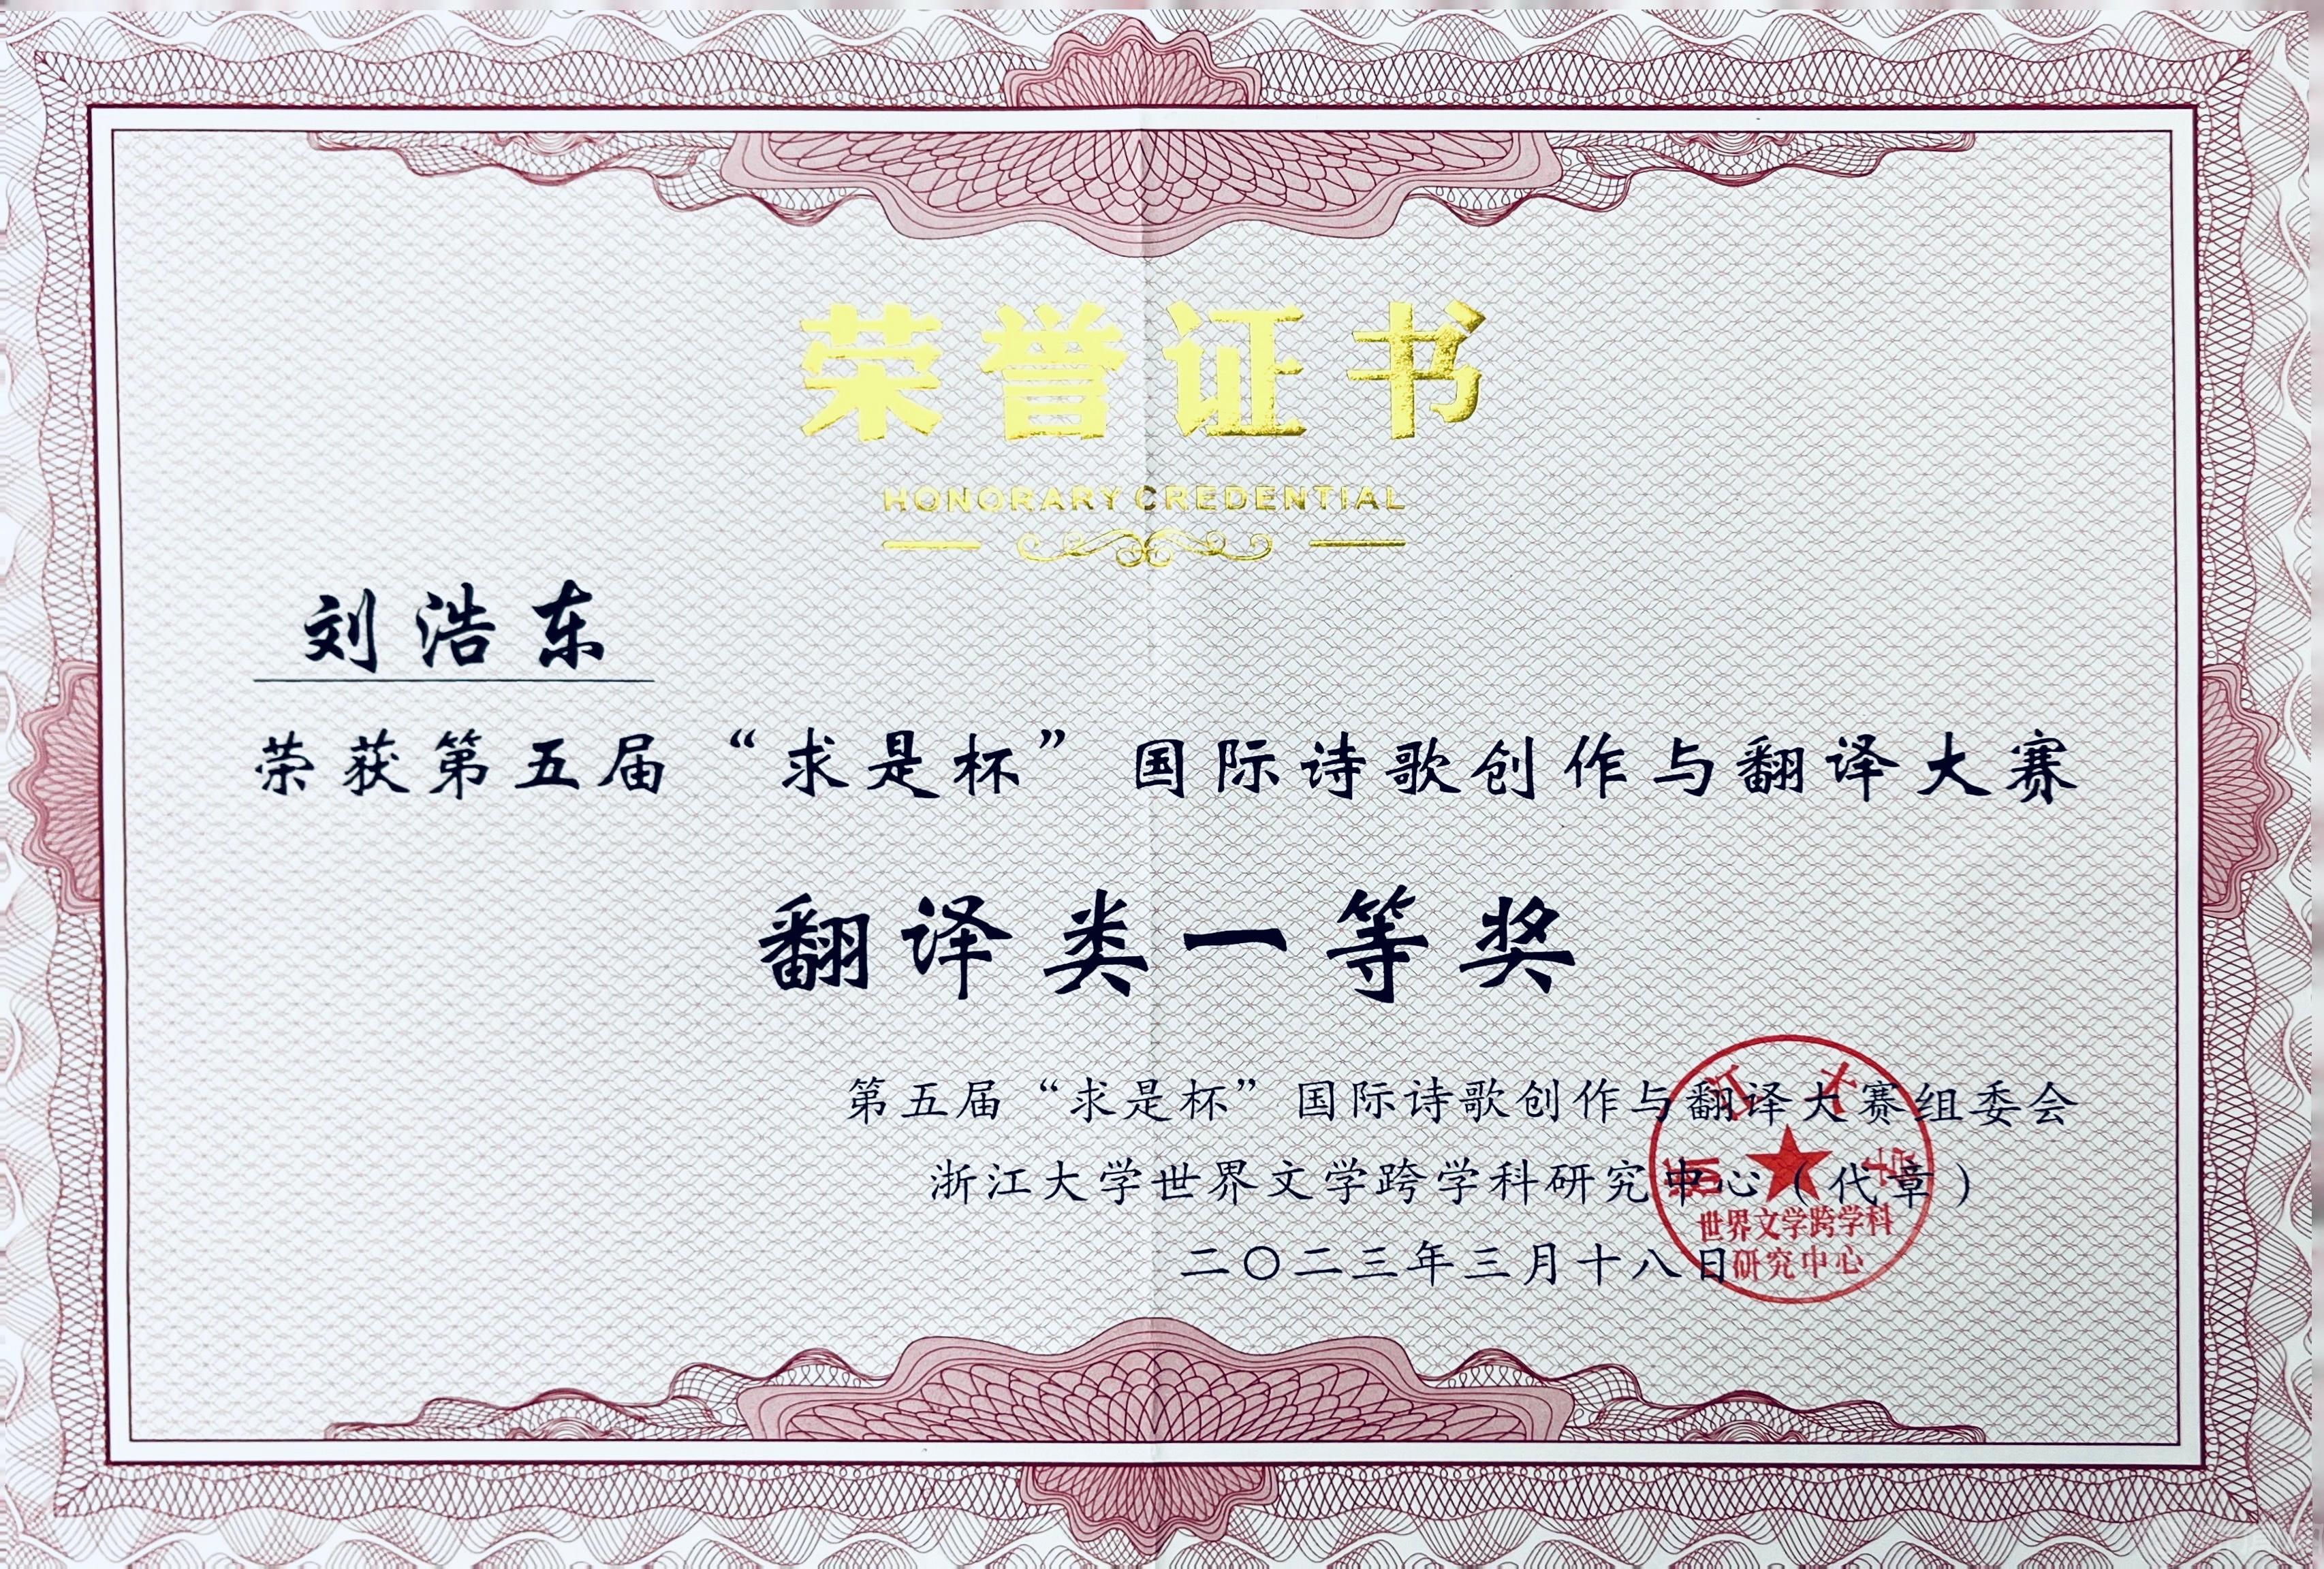 荣誉证书
HONORARY CREDENTIAL
刘浩东
荣获第五届“求是杯”国际诗歌创作与翻译大赛
翻译类一等奖
第五届“求是杯”国际诗歌创作与翻译大赛组委会
浙江大学世界文学跨学科研究中心（代章）
二〇二三年三月十八日
浙江大学
世界文学跨学科
研究中心